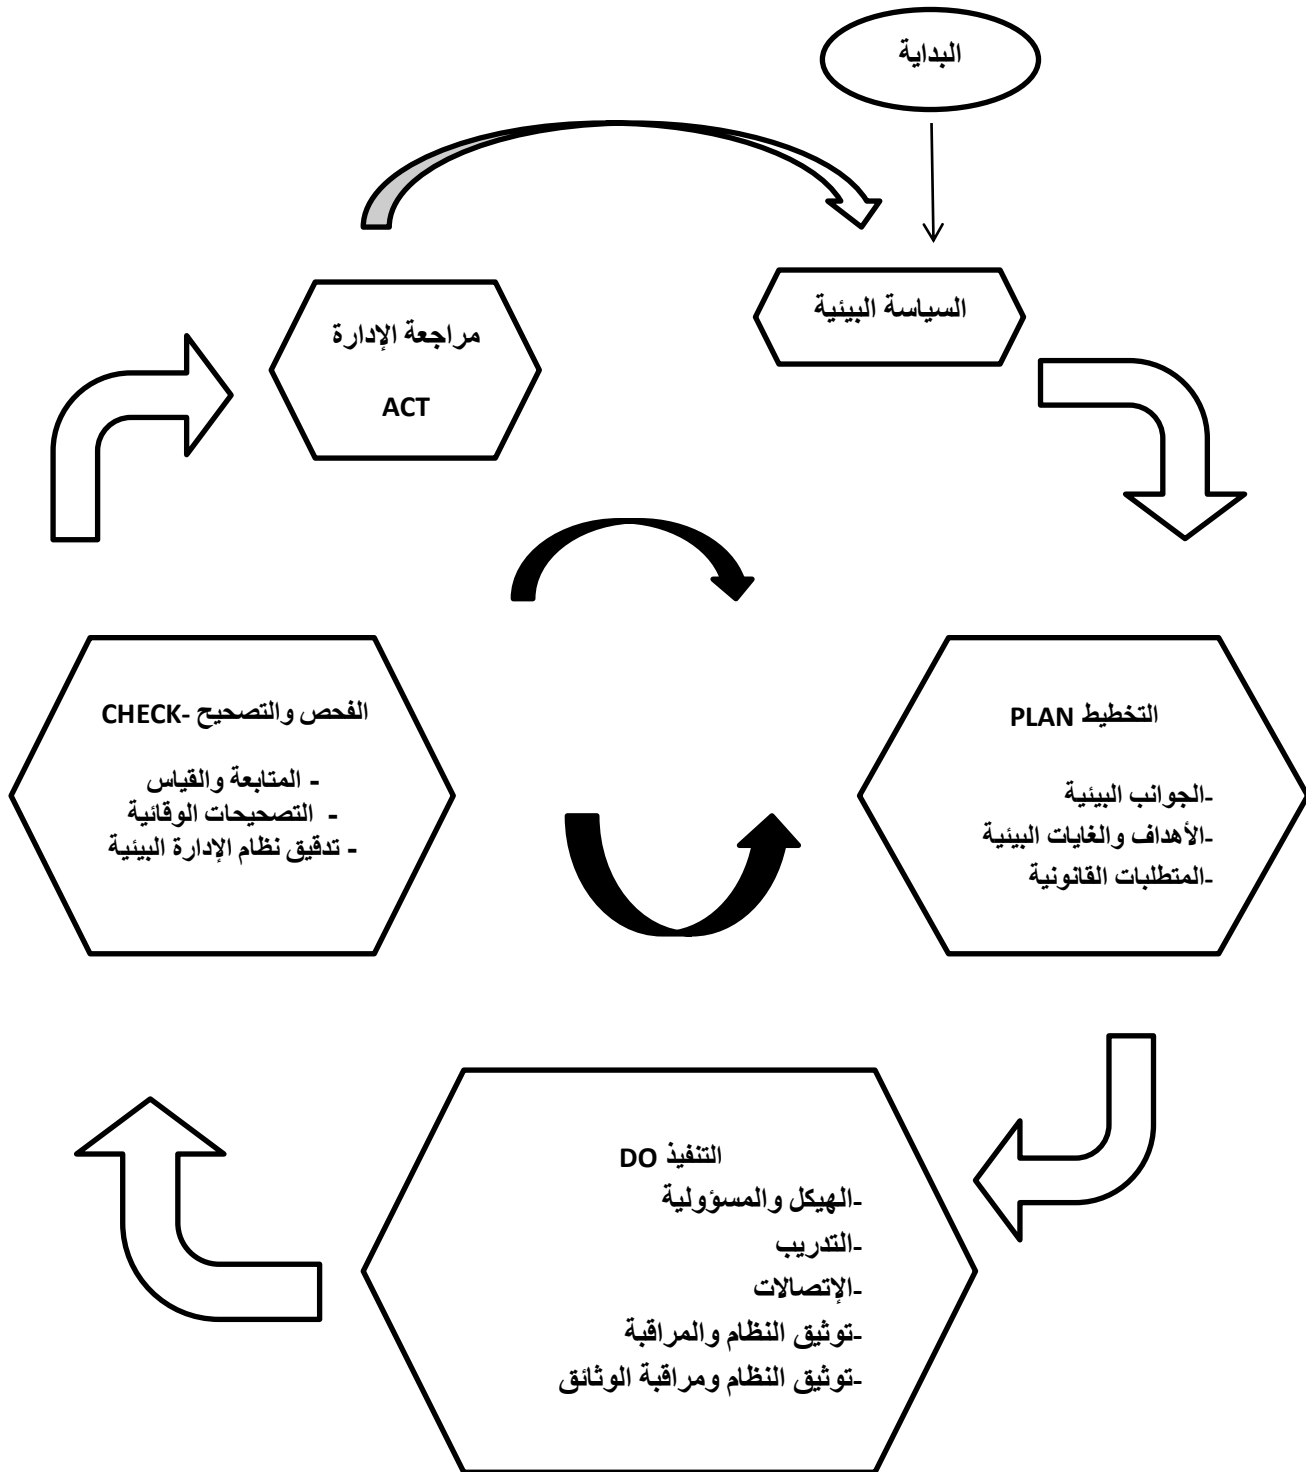 البداية
السياسة البيئية
مراجعة الإدارة
ACT
التخطيط PLAN
-الجوانب البيئية
-الأهداف والغايات البيئية
-المتطلبات القانونية
التنفيذ DO
-الهيكل والمسؤولية
-التدريب
-الإتصالات
-توثيق النظام والمراقبة
-توثيق النظام ومراقبة الوثائق
الفحص والتصحيح -CHECK
- المتابعة والقياس
- التصحيحات الوقائية
- تدقيق نظام الإدارة البيئية